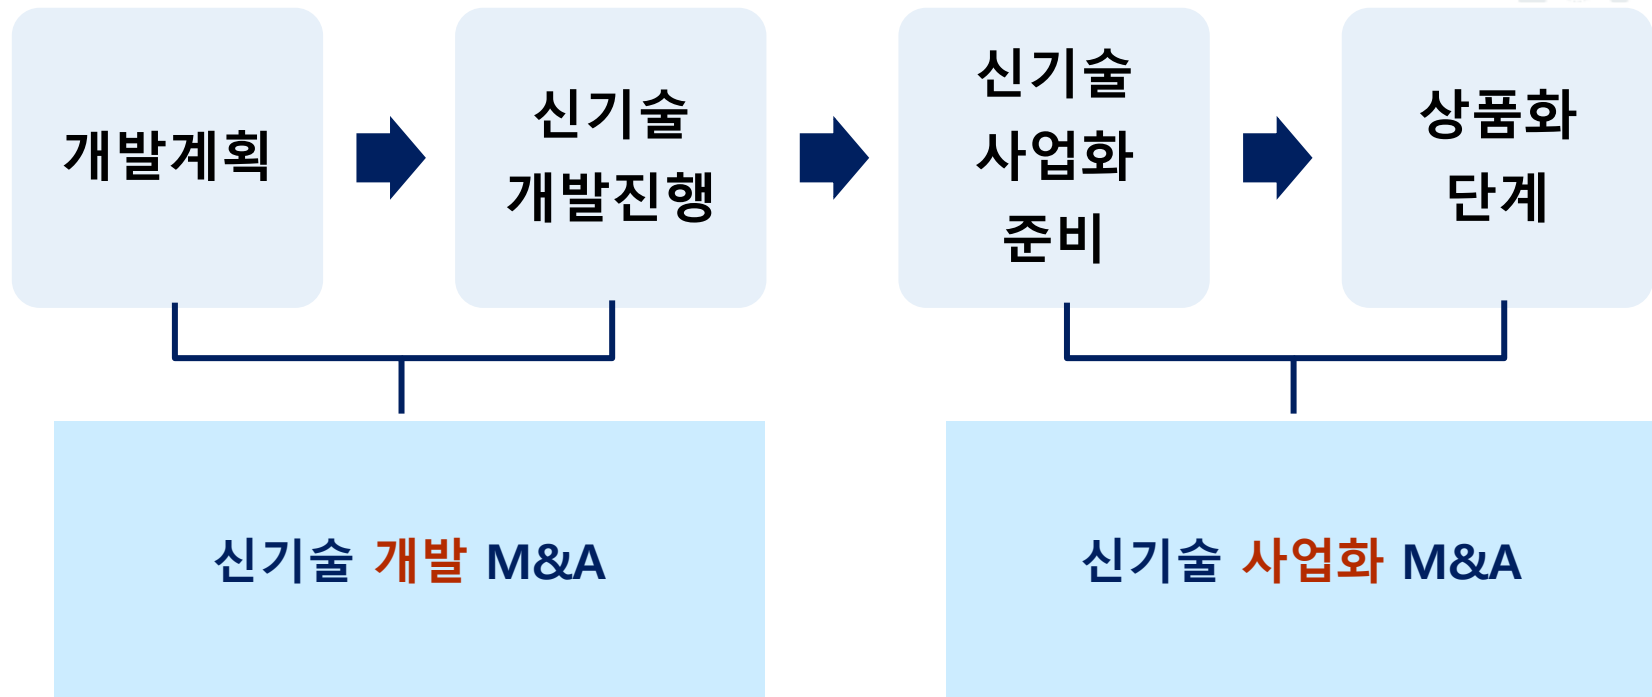 개발계획
신기술
개발진행
신기술
사업화
준비
상품화
단계
신기술 개발 M&A
신기술 사업화 M&A